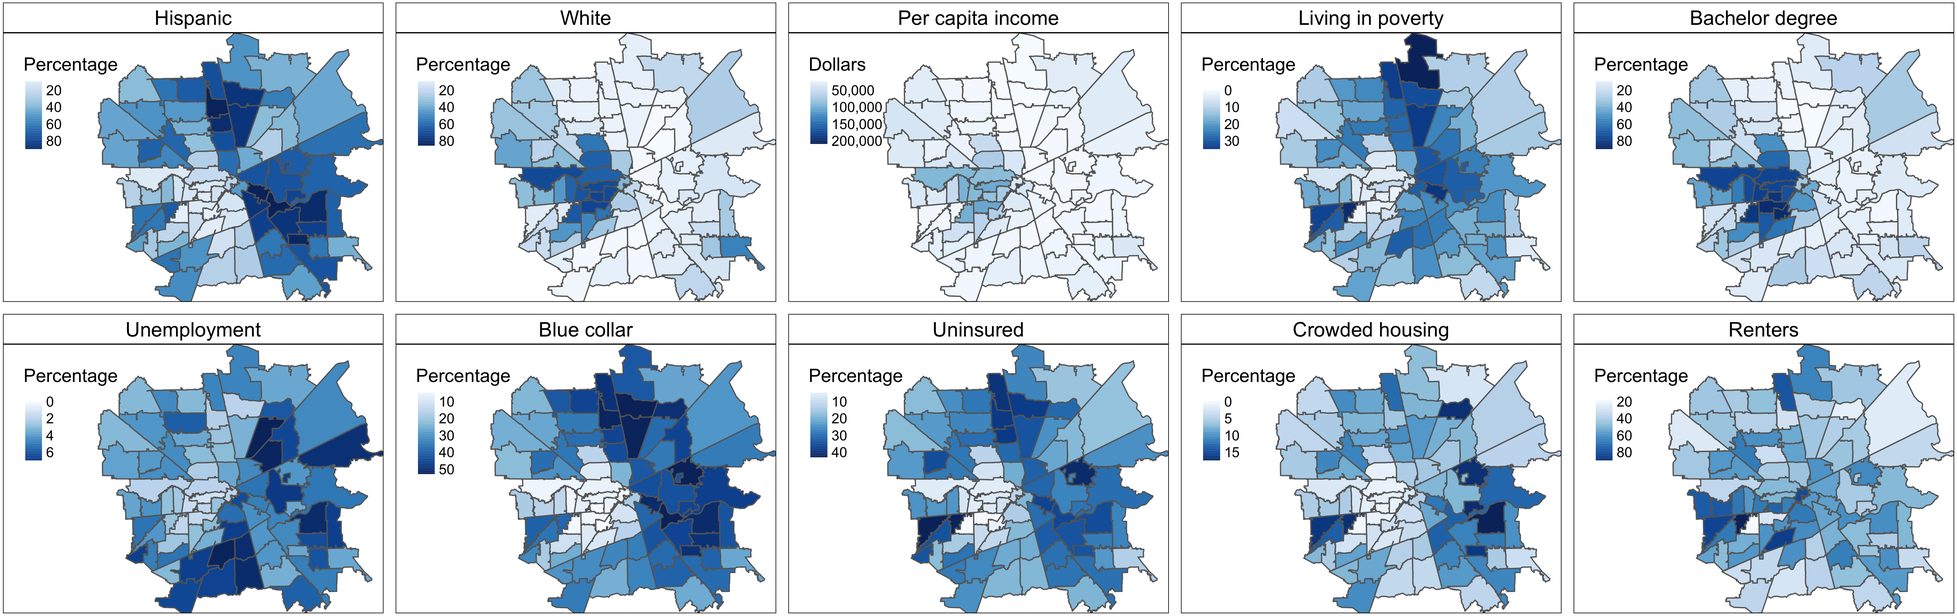 Hispanic
Percentage
20
40
60
80
White
Percentage
20
40
60
80
Per capita income
Dollars
50,000
100,000
150,000
200,000
Living in poverty
Percentage
0
10
20
30
Bachelor degree
Percentage
20
40
60
80
Unemployment
Percentage
0
2
4
6
Blue collar
Percentage
10
20
30
40
50
Uninsured
Percentage
10
20
30
40
Crowded housing
Percentage
0
5
10
15
Renters
Percentage
20
40
60
80